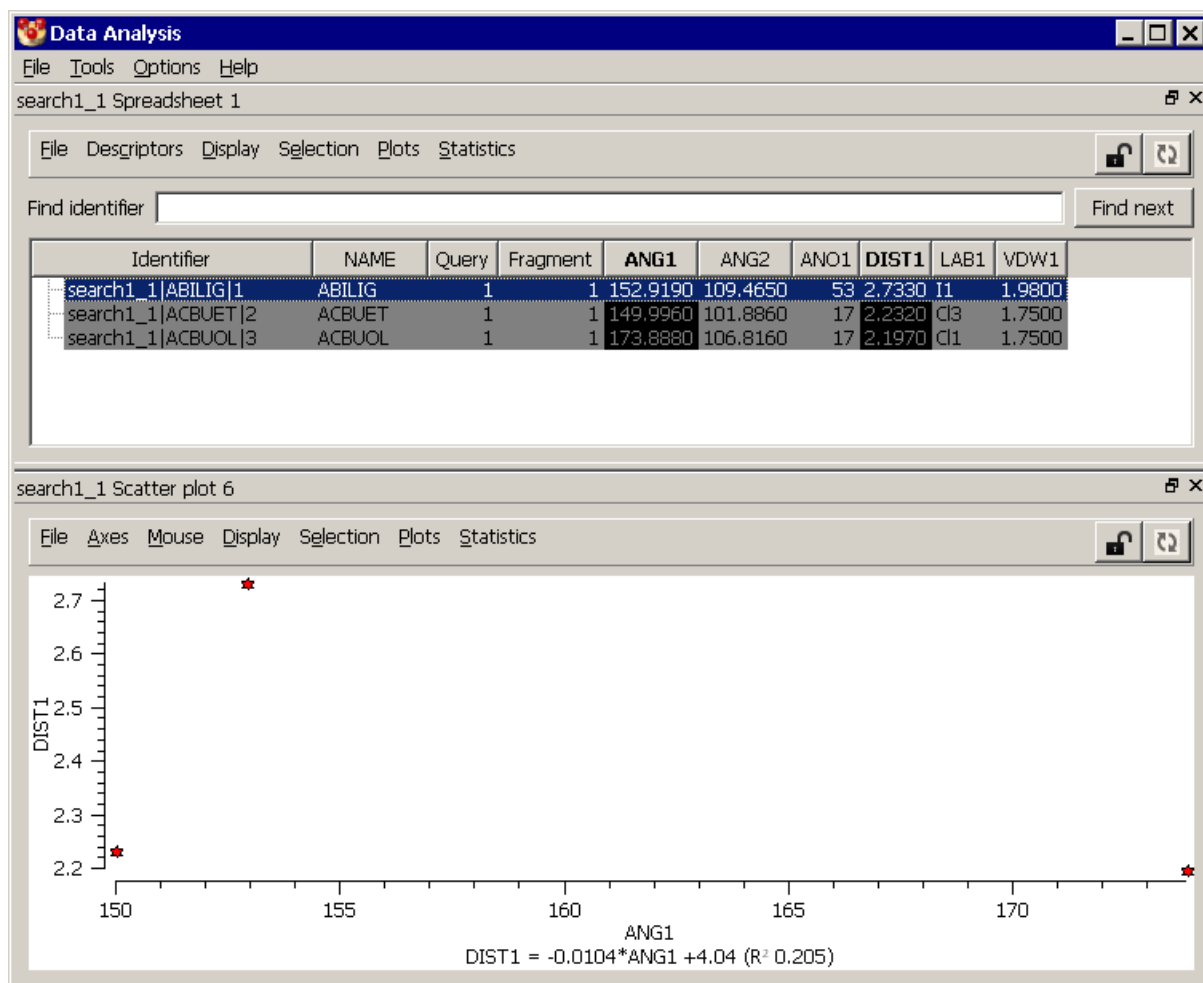 Data Analysis
File Tools Options Help
search1_1 Spreadsheet 1
File Descriptors Display Selection Plots Statistics
Find identifier Find next
Identifier NAME Query Fragment ANG1 ANG2 ANO1 DIST1 LAB1 VDW1
search1_1|ABILIG|1 ABILIG 1 1 152.9190 109.4650 53 2.7330 I1 1.9800
search1_1|ACBUET|2 ACBUET 1 1 149.9960 101.8860 17 2.2320 Cl3 1.7500
search1_1|ACBUOL|3 ACBUOL 1 1 173.8880 106.8160 17 2.1970 Cl1 1.7500
search1_1 Scatter plot 6
File Axes Mouse Display Selection Plots Statistics
2.7
2.6
2.5
2.4
2.3
2.2
DIST1
150 155 160 165 170
ANG1
DIST1 = -0.0104*ANG1 +4.04 (R² 0.205)